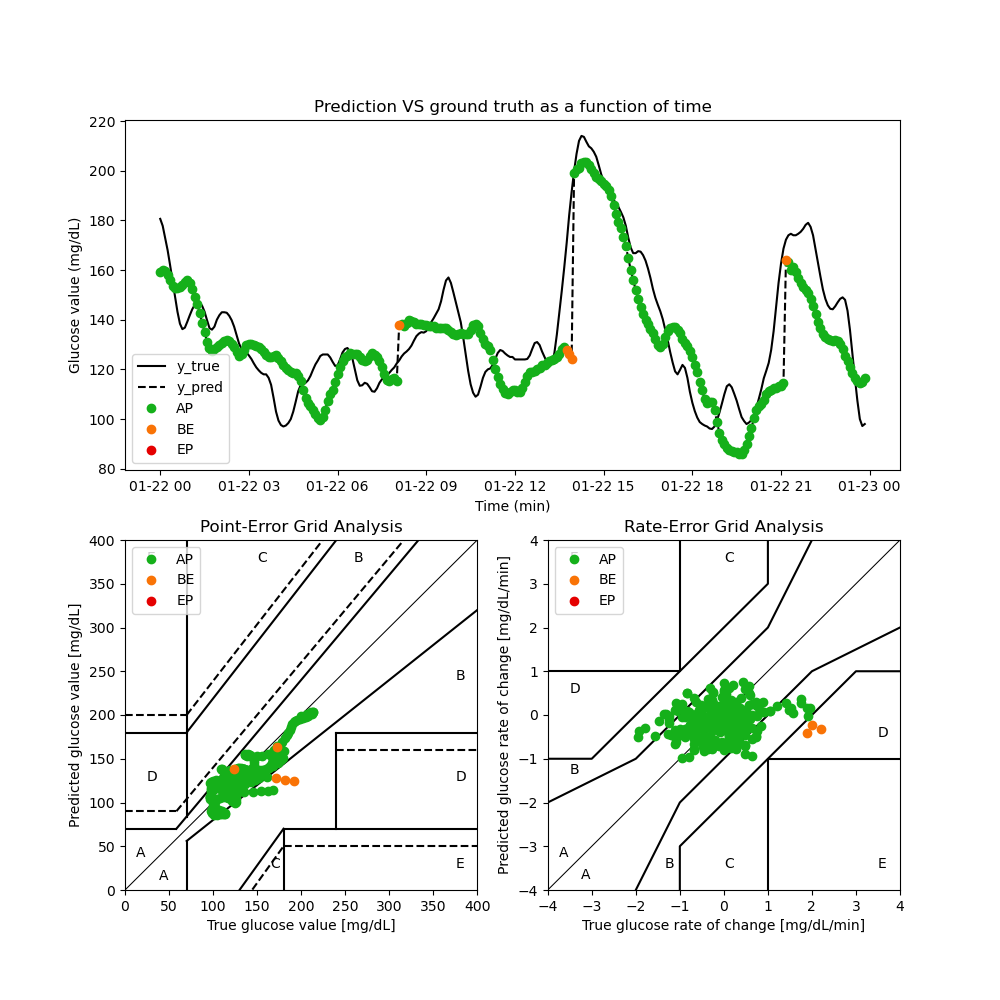 Prediction VS ground truth as a function of time
Glucose value (mg/dL)
220
200
180
160
140
120
100
80
y_true
y_pred
AP
BE
EP
01-22 00 01-22 03 01-22 06 01-22 09 01-22 12 01-22 15 01-22 18 01-22 21 01-23 00
Time (min)
Point-Error Grid Analysis
Predicted glucose value [mg/dL]
400
350
300
250
200
150
100
50
0
AP
BE
EP
C
B
B
D
D
A
A
C
E
0 50 100 150 200 250 300 350 400
True glucose value [mg/dL]
Rate-Error Grid Analysis
Predicted glucose rate of change [mg/dL/min]
4
3
2
1
0
−1
−2
−3
−4
AP
BE
EP
C
D
D
B
A
A
B
C
E
−4 −3 −2 −1 0 1 2 3 4
True glucose rate of change [mg/dL/min]